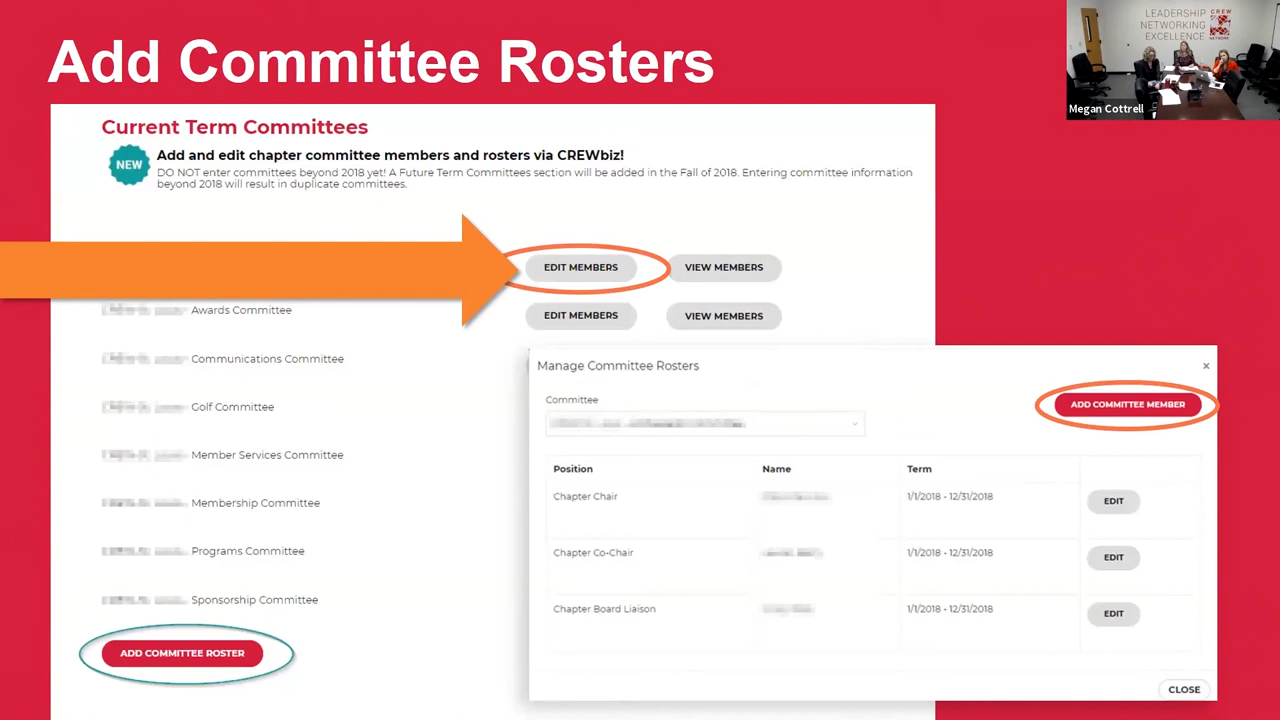 Add Committee Rosters
LEADERSHIP
NETWORKING
EXCELLENCE
CREW
NETWORK
Megan Cottrell
Current Term Committees
NEW
Add and edit chapter committee members and rosters via CREWbiz!
DO NOT enter committees beyond 2018 yet! A Future Term Committees section will be added in the Fall of 2018. Entering committee information
beyond 2018 will result in duplicate committees.
EDIT MEMBERS VIEW MEMBERS
Awards Committee EDIT MEMBERS VIEW MEMBERS
Communications Committee
Golf Committee
Member Services Committee
Membership Committee
Programs Committee
Sponsorship Committee
ADD COMMITTEE ROSTER
Manage Committee Rosters ×
Committee
ADD COMMITTEE MEMBER
Position Name Term
Chapter Chair 1/1/2018 - 12/31/2018 EDIT
Chapter Co-Chair 1/1/2018 - 12/31/2018 EDIT
Chapter Board Liaison 1/1/2018 - 12/31/2018 EDIT
CLOSE